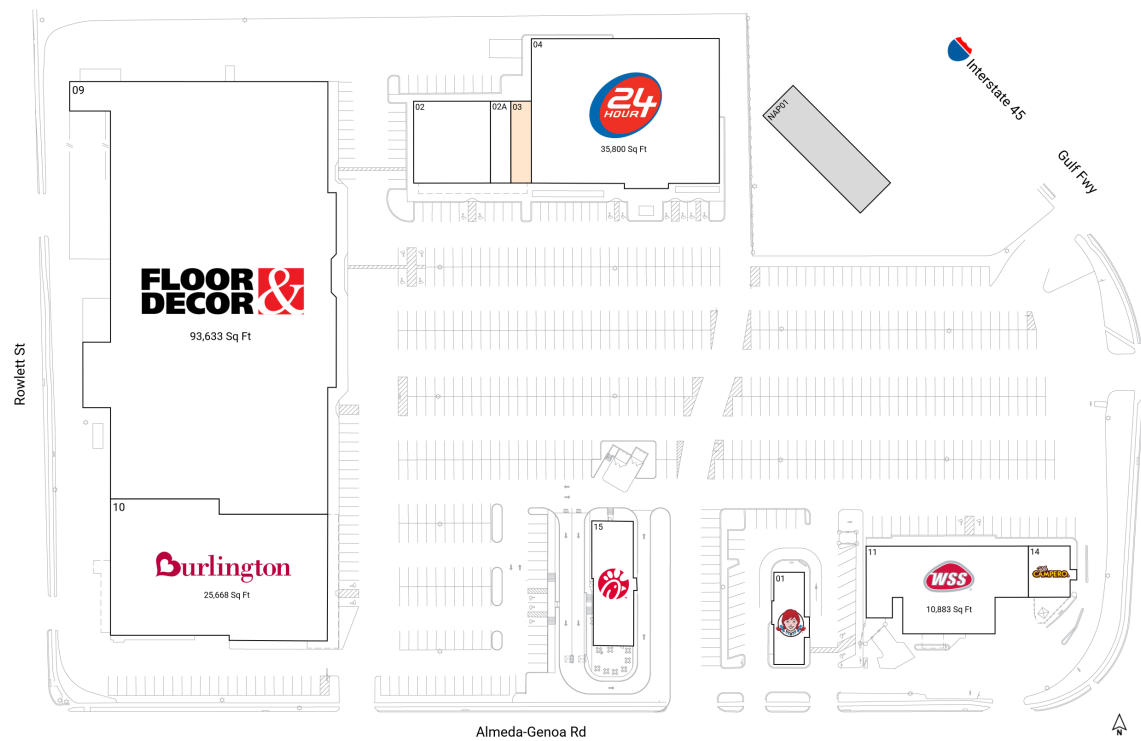 04
24
HOUR
35,800 Sq Ft
02
02A
03
NAP01
Interstate 45
Gulf Fwy
09
FLOOR &
DECOR
93,633 Sq Ft
Rowlett St
10
Burlington
25,668 Sq Ft
15
01
11
WSS
10,883 Sq Ft
14
CAMPERO
Almeda-Genoa Rd
N